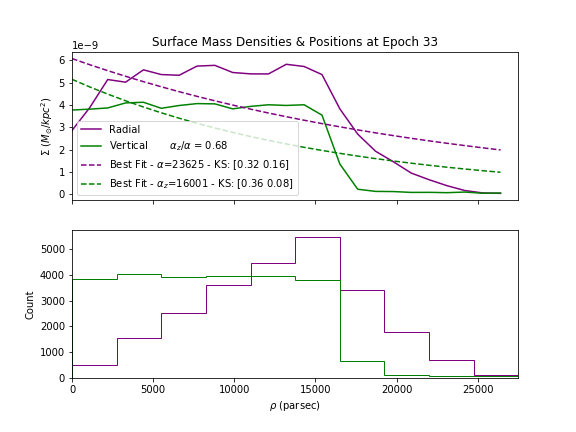 Surface Mass Densities & Positions at Epoch 33
1e−9
6
5
4
3
2
1
0
Σ (M⊙/kpc²)
Radial
Vertical αz/α = 0.68
Best Fit - α=23625 - KS: [0.32 0.16]
Best Fit - αz=16001 - KS: [0.36 0.08]
5000
4000
3000
2000
1000
0
Count
0 5000 10000 15000 20000 25000
ρ (parsec)